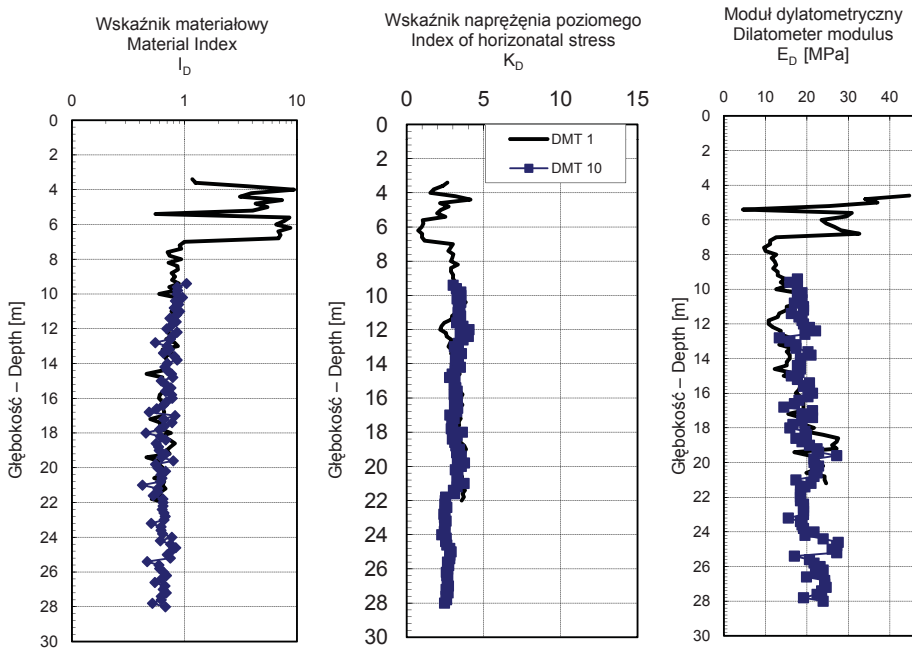 Wskaźnik materiałowy
Material Index
I_D
0 1 10
0
2
4
6
8
10
12
14
16
18
20
22
24
26
28
30
Głębokość – Depth [m]
Wskaźnik naprężenia poziomego
Index of horizonatal stress
K_D
0 5 10 15
0
2
4
6
8
10
12
14
16
18
20
22
24
26
28
30
Głębokość – Depth [m]
DMT 1
DMT 10
Moduł dylatometryczny
Dilatometer modulus
E_D [MPa]
0 10 20 30 40
0
2
4
6
8
10
12
14
16
18
20
22
24
26
28
30
Głębokość – Depth [m]